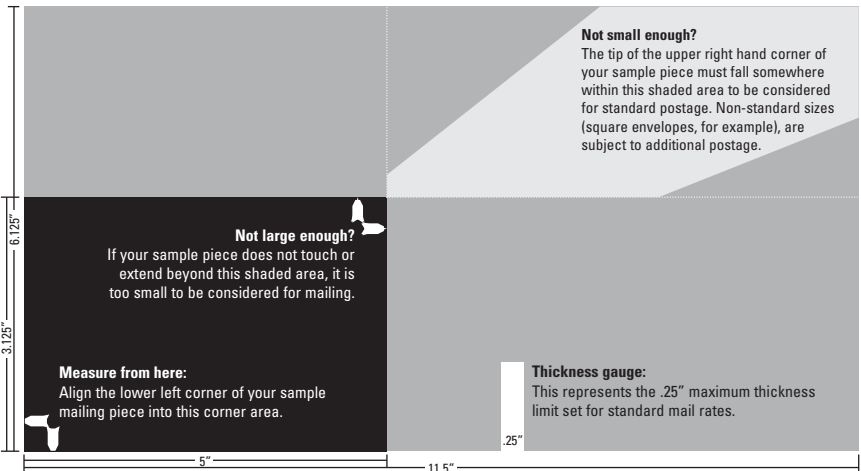 Not small enough?
The tip of the upper right hand corner of
your sample piece must fall somewhere
within this shaded area to be considered
for standard postage. Non-standard sizes
(square envelopes, for example), are
subject to additional postage.
6.125"
Not large enough?
If your sample piece does not touch or
extend beyond this shaded area, it is
too small to be considered for mailing.
3.125"
Measure from here:
Align the lower left corner of your sample
mailing piece into this corner area.
Thickness gauge:
This represents the .25" maximum thickness
limit set for standard mail rates.
.25"
5"
11.5"